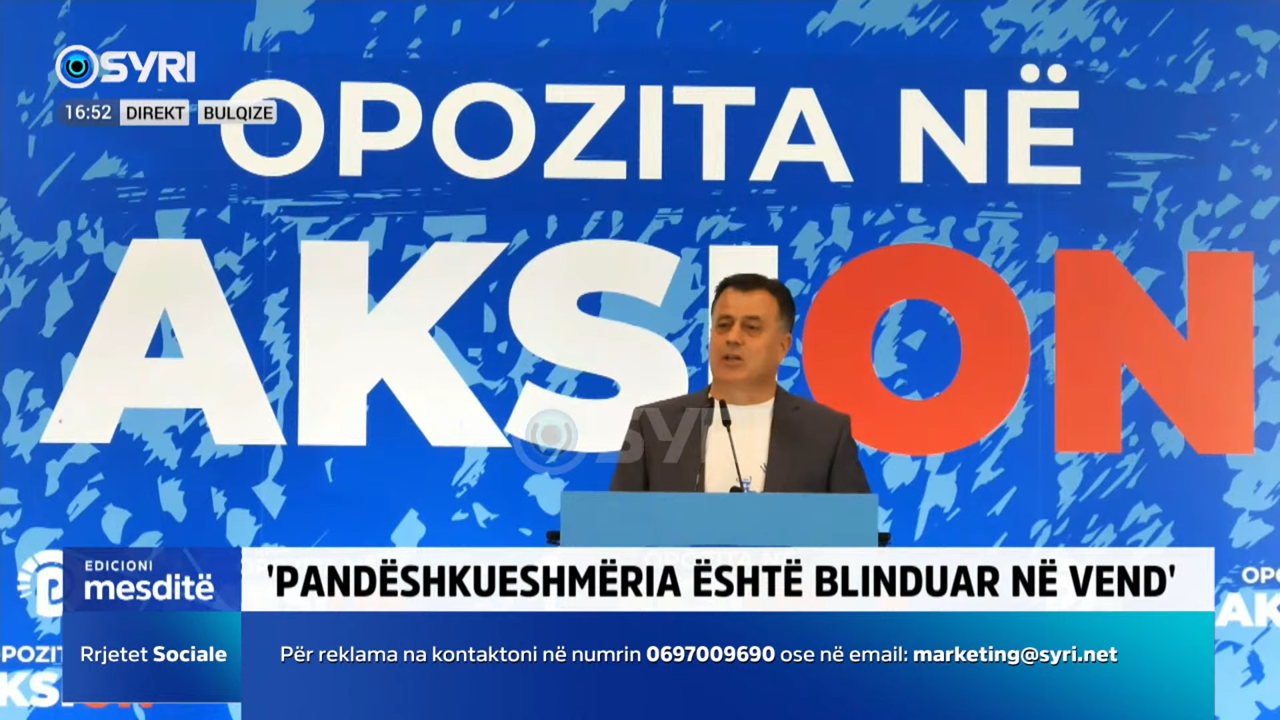 SYRI
16:52 DIREKT BULQIZE
OPOZITA NË
AKSION
SYRI
EDICIONI
mesditë
'PANDËSHKUESHMËRIA ËSHTË BLINDUAR NË VEND'
Rrjetet Sociale
Për reklama na kontaktoni në numrin 0697009690 ose në email: marketing@syri.net